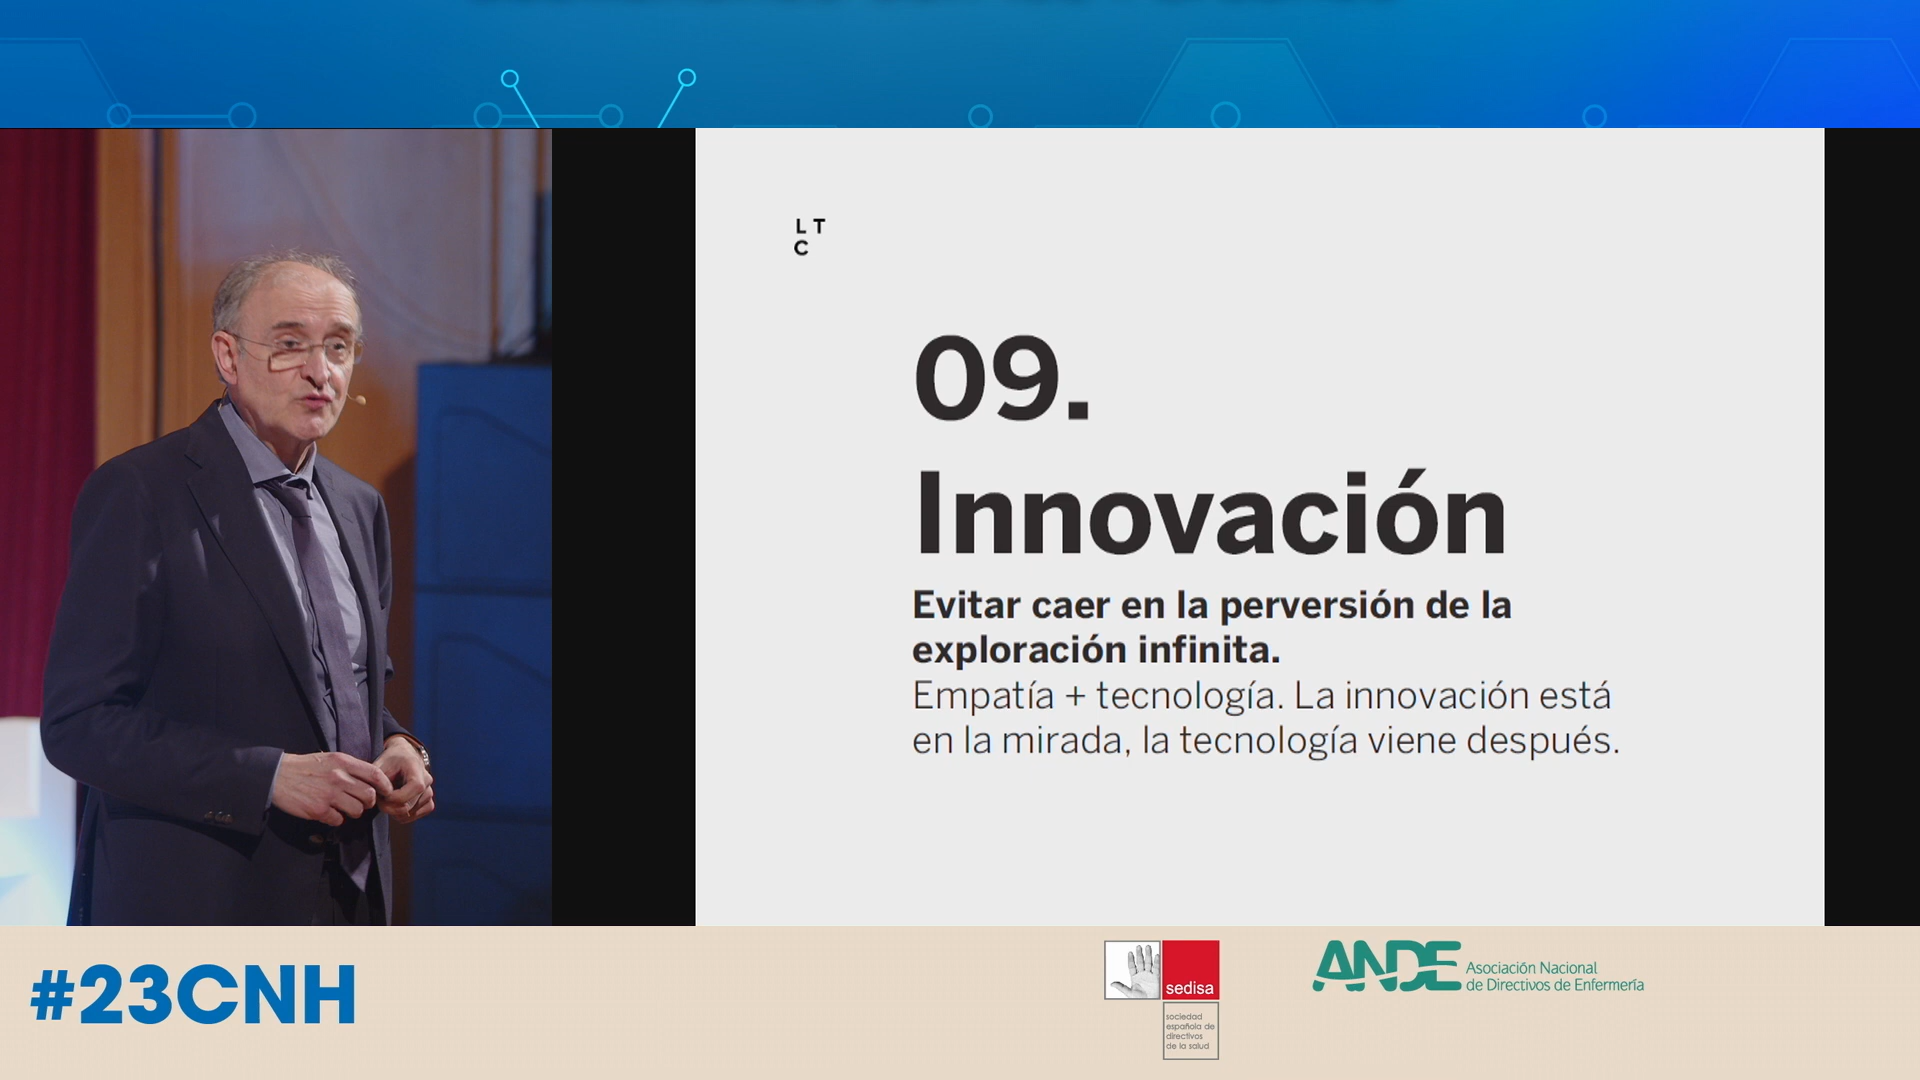 L T
C
09.
Innovación
Evitar caer en la perversión de la
exploración infinita.
Empatía + tecnología. La innovación está
en la mirada, la tecnología viene después.
#23CNH
sedisa
sociedad
española de
directivos
de la salud
ANDE
Asociación Nacional
de Directivos de Enfermería